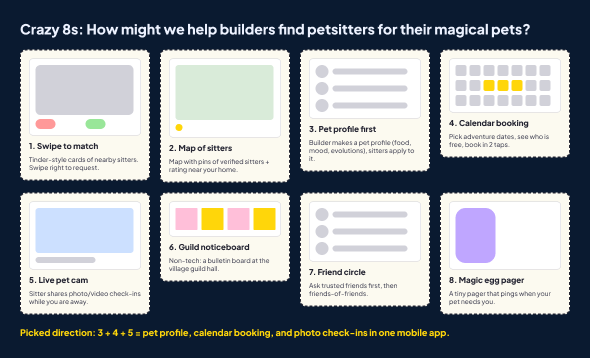 Crazy 8s: How might we help builders find petsitters for their magical pets?
1. Swipe to match
Tinder-style cards of nearby sitters.
Swipe right to request.
2. Map of sitters
Map with pins of verified sitters +
rating near your home.
3. Pet profile first
Builder makes a pet profile (food,
mood, evolutions), sitters apply to
it.
4. Calendar booking
Pick adventure dates, see who is
free, book in 2 taps.
5. Live pet cam
Sitter shares photo/video check-ins
while you are away.
6. Guild noticeboard
Non-tech: a bulletin board at the
village guild hall.
7. Friend circle
Ask trusted friends first, then
friends-of-friends.
8. Magic egg pager
A tiny pager that pings when your
pet needs you.
Picked direction: 3 + 4 + 5 = pet profile, calendar booking, and photo check-ins in one mobile app.